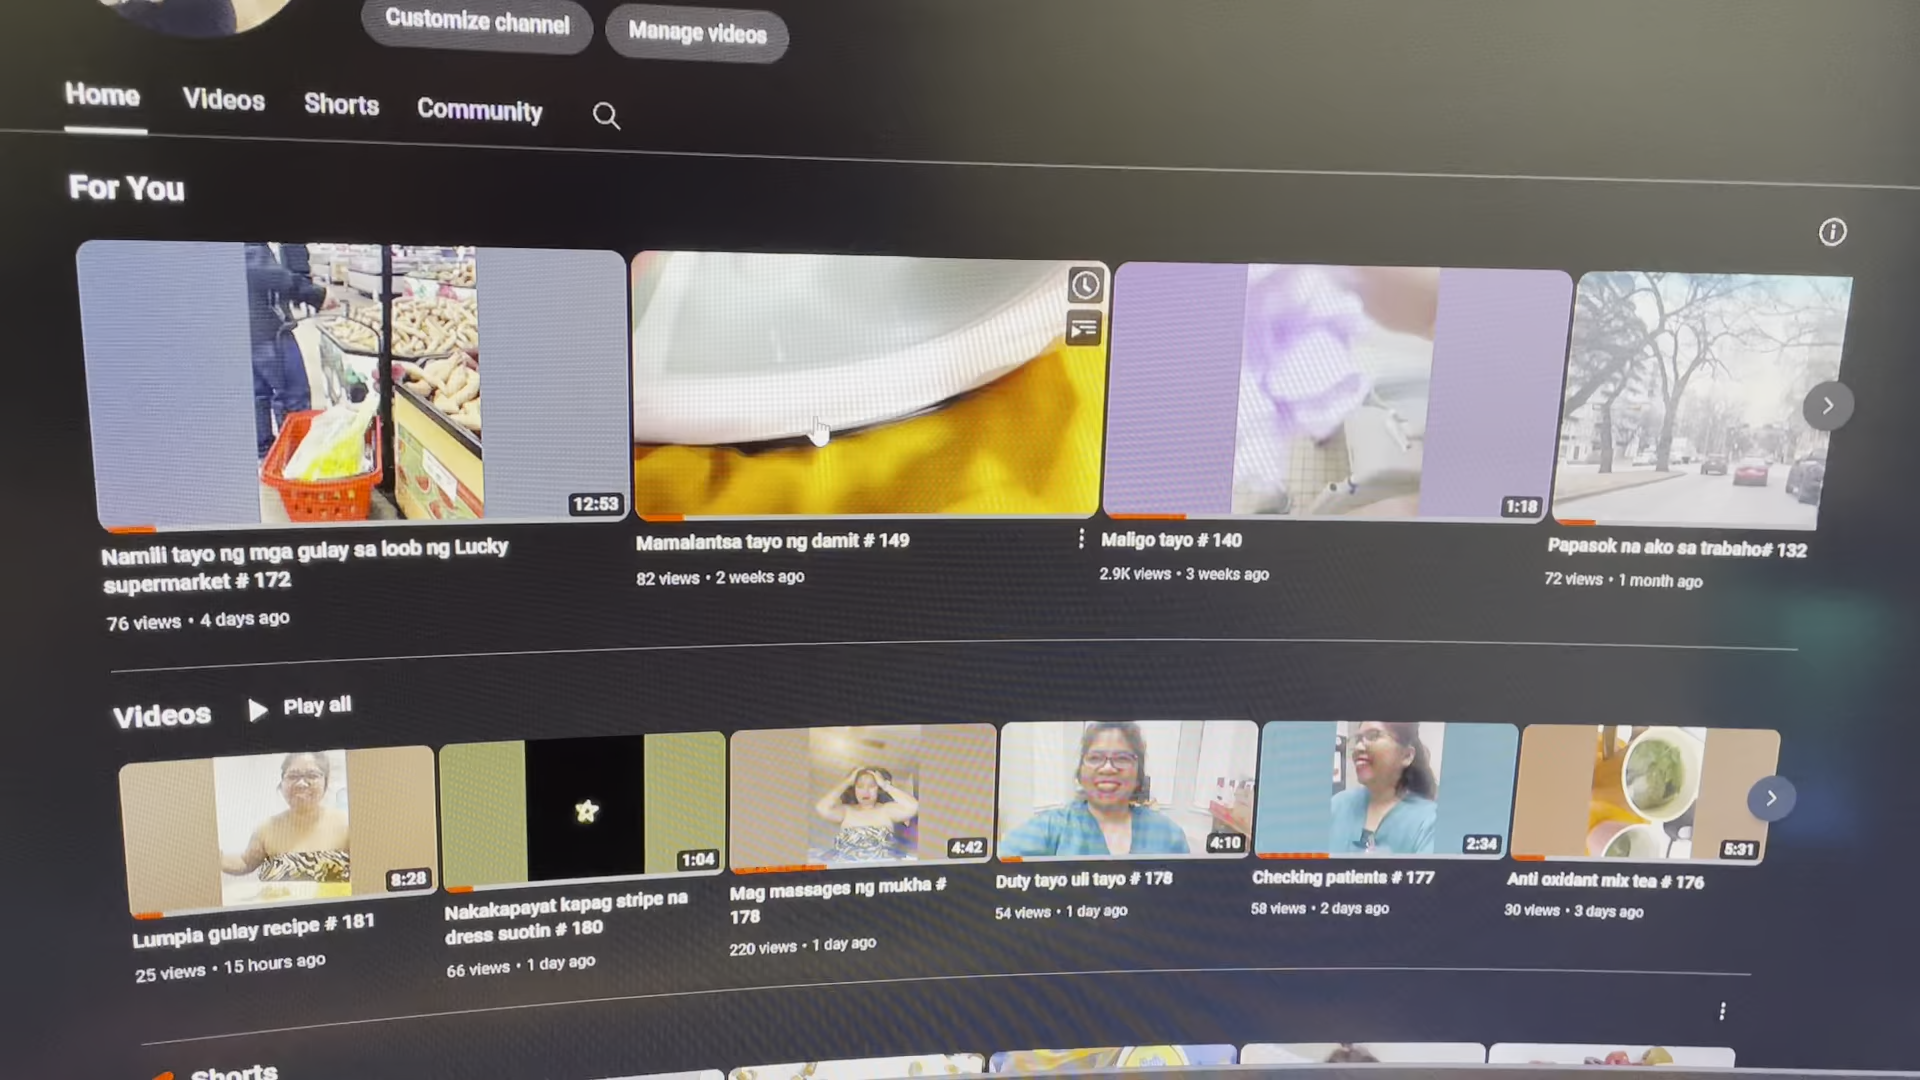 Customize channel
Manage videos
Home
Videos
Shorts
Community
For You
12:53
1:18
Namili tayo ng mga gulay sa loob ng Lucky
supermarket # 172
76 views • 4 days ago
Mamalantsa tayo ng damit # 149
82 views • 2 weeks ago
Maligo tayo # 140
2.9K views • 3 weeks ago
Papasok na ako sa trabaho# 132
72 views • 1 month ago
Videos
Play all
8:28
1:04
4:42
4:10
2:34
5:31
Lumpia gulay recipe # 181
25 views • 15 hours ago
Nakakapayat kapag stripe na
dress suotin # 180
66 views • 1 day ago
Mag massages ng mukha #
178
220 views • 1 day ago
Duty tayo uli tayo # 178
54 views • 1 day ago
Checking patients # 177
58 views • 2 days ago
Anti oxidant mix tea # 176
30 views • 3 days ago
Shorts